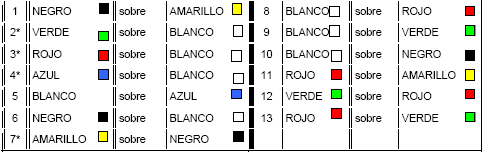 1 NEGRO sobre AMARILLO 8 BLANCO sobre ROJO
2* VERDE sobre BLANCO 9 BLANCO sobre VERDE
3* ROJO sobre BLANCO 10 BLANCO sobre NEGRO
4* AZUL sobre BLANCO 11 ROJO sobre AMARILLO
5 BLANCO sobre AZUL 12 VERDE sobre ROJO
6 NEGRO sobre BLANCO 13 ROJO sobre VERDE
7* AMARILLO sobre NEGRO